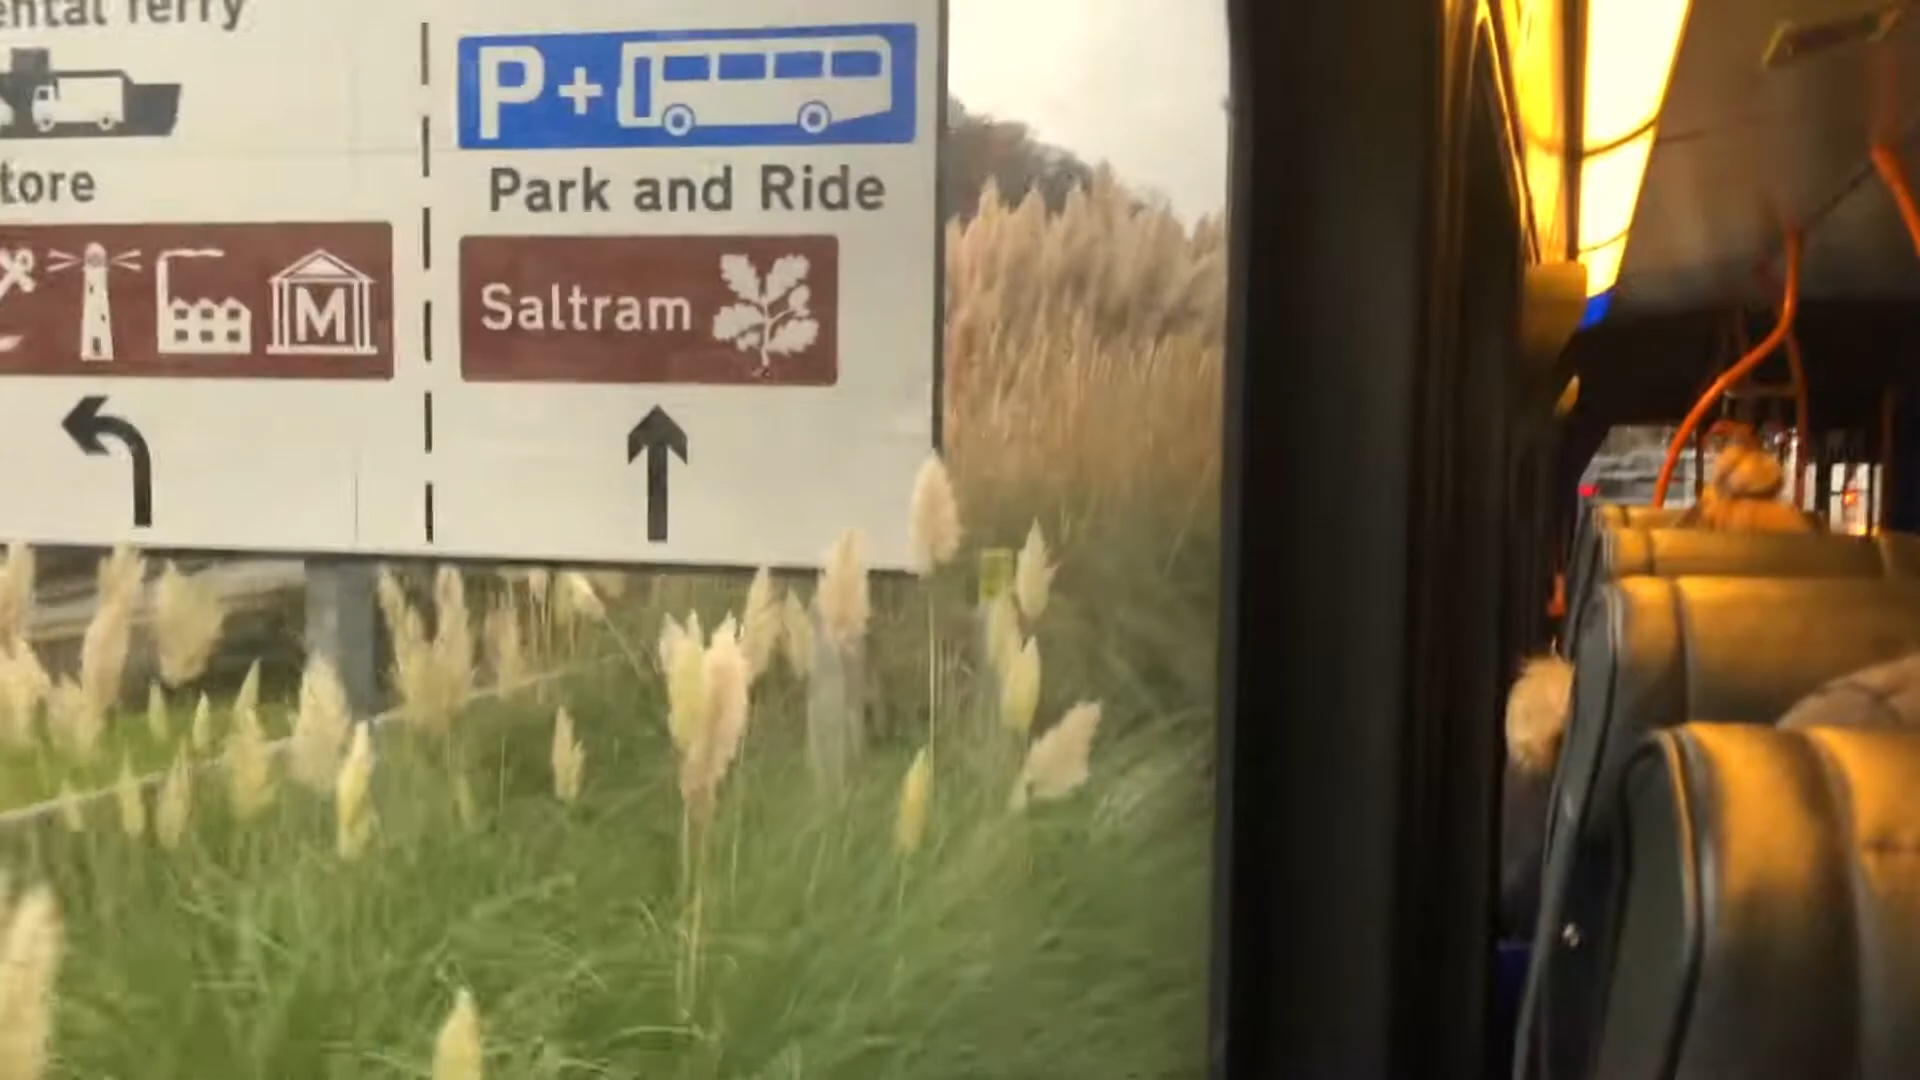 ental ferry
P+
tore
Park and Ride
M
Saltram